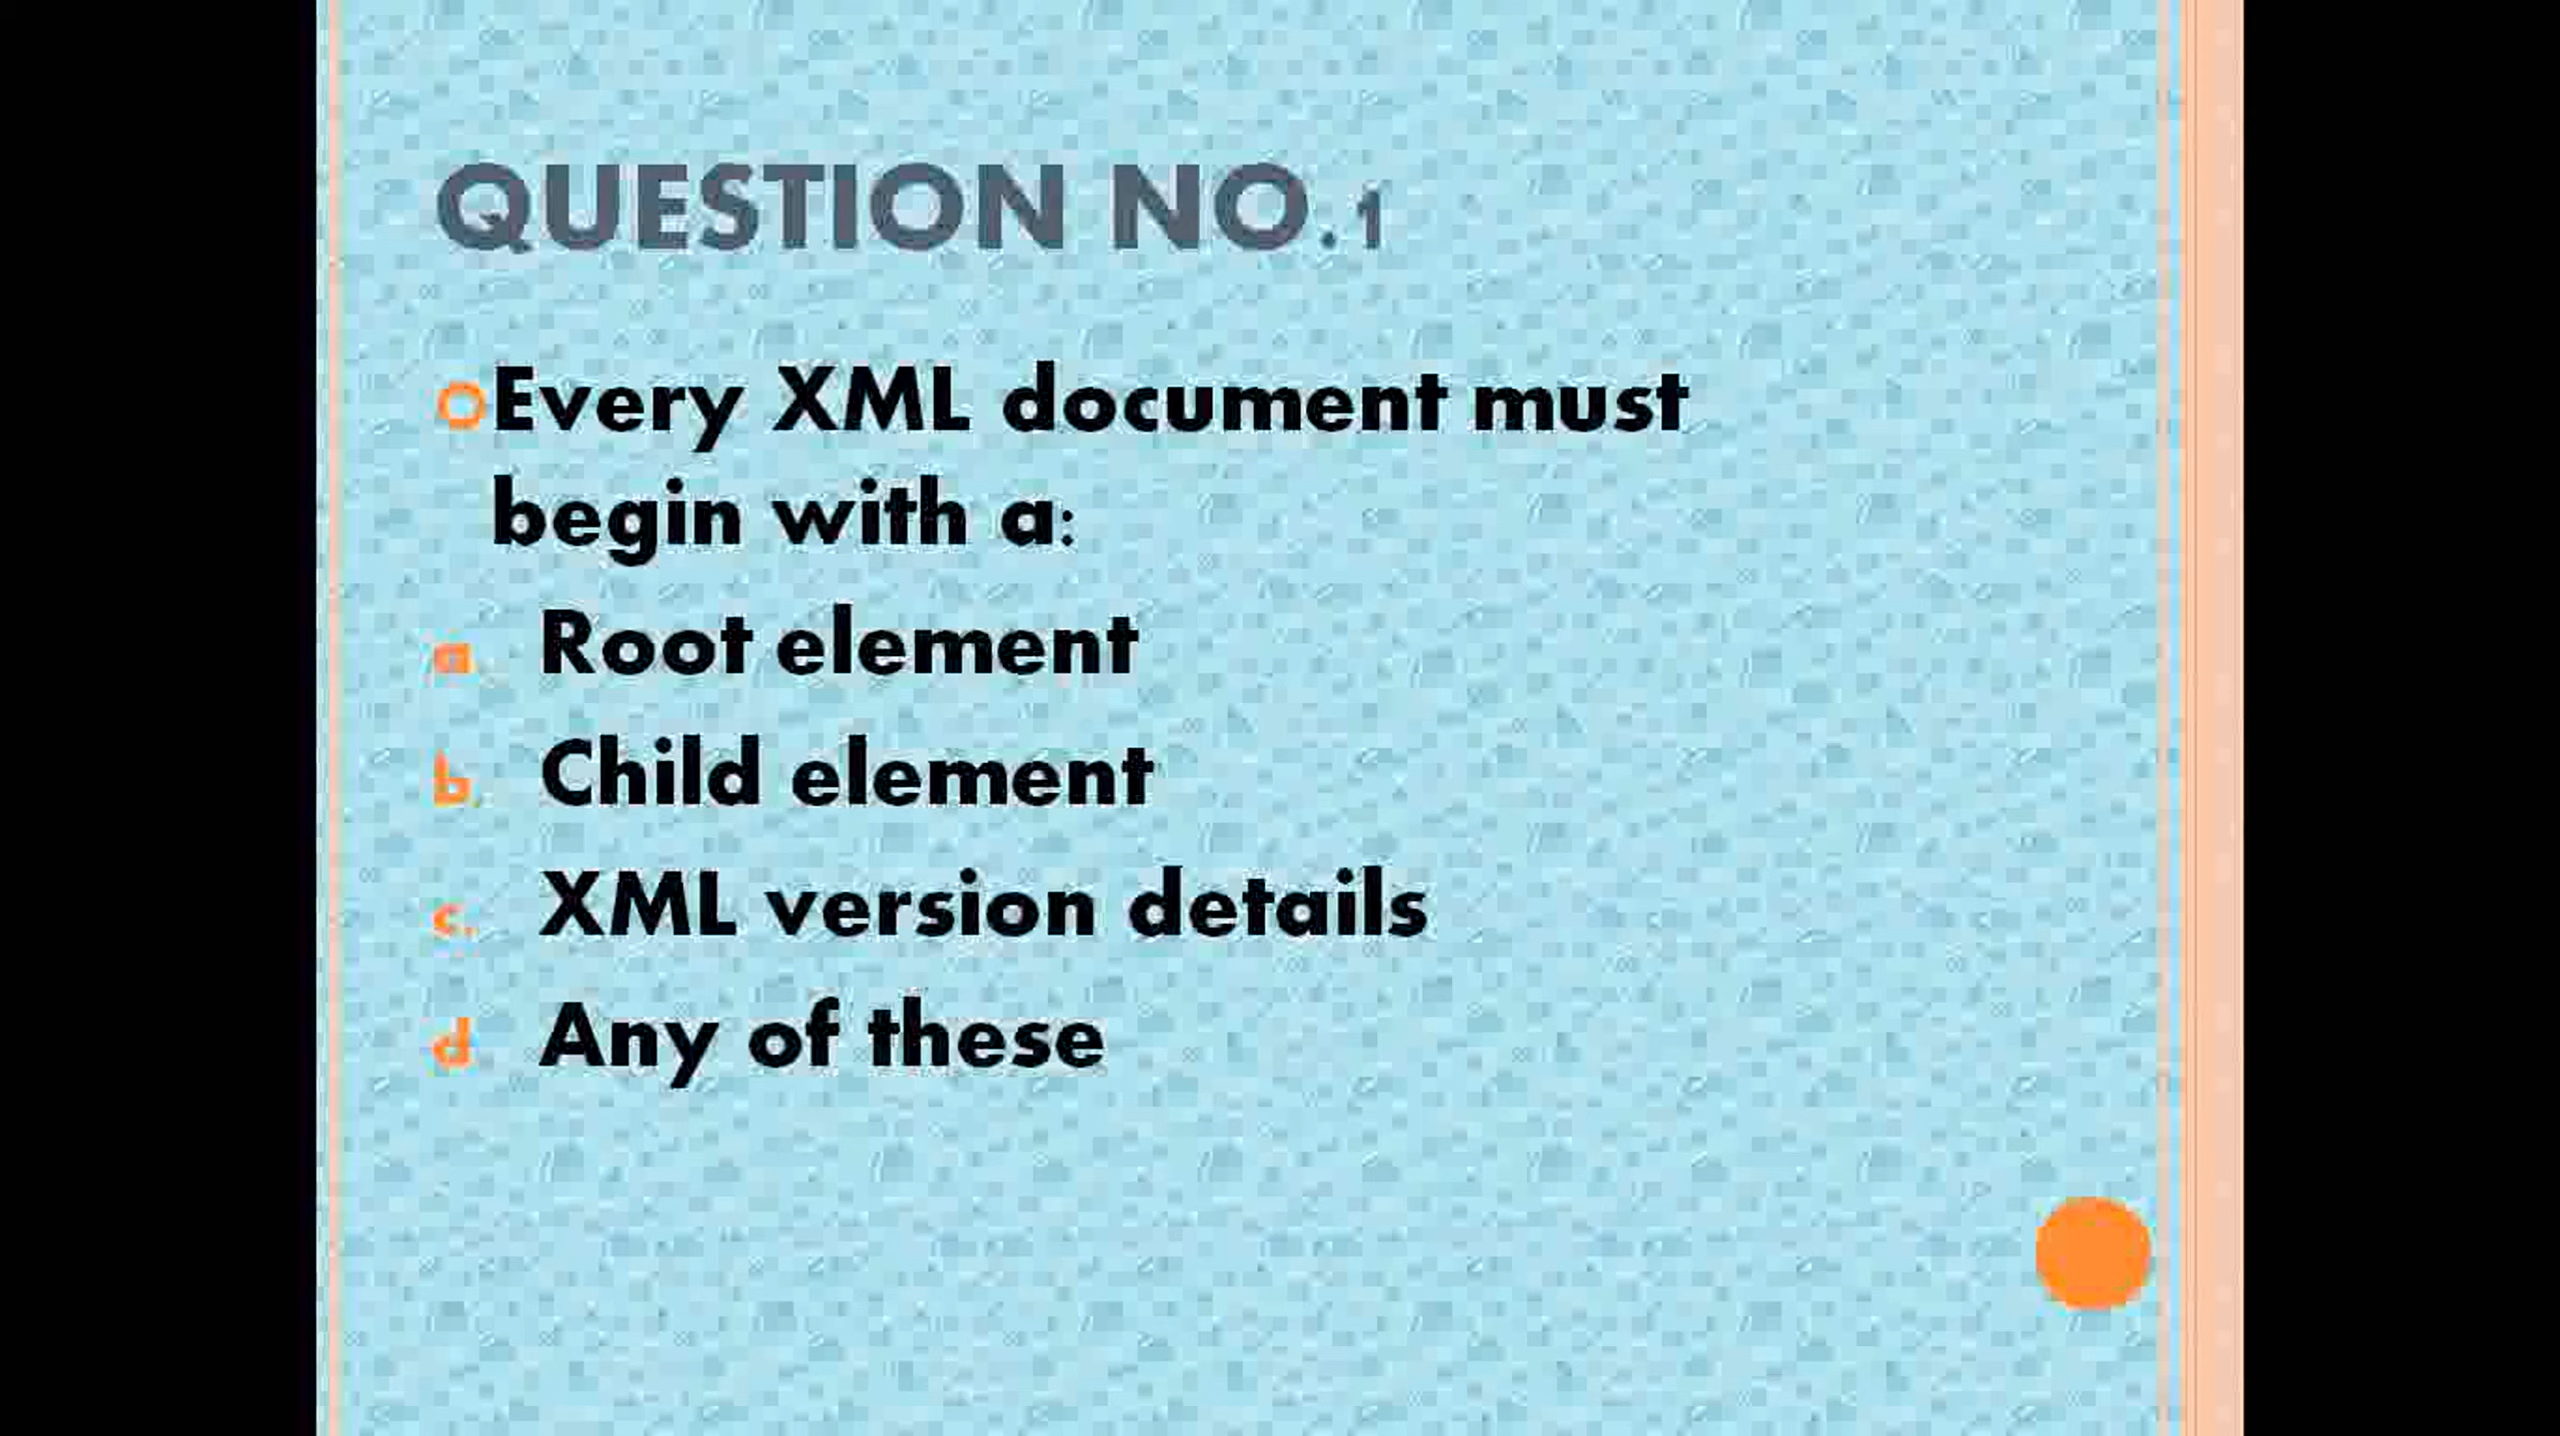 QUESTION NO.1
Every XML document must
begin with a:
a. Root element
b. Child element
c. XML version details
d. Any of these